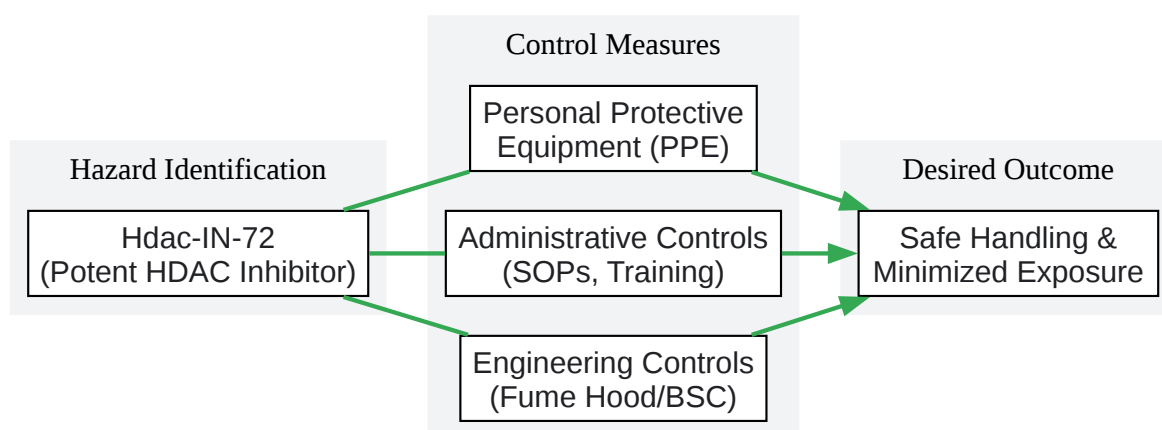 Control Measures
Personal Protective
Equipment (PPE)
Hazard Identification
Desired Outcome
Hdac-IN-72
(Potent HDAC Inhibitor)
Administrative Controls
(SOPs, Training)
Safe Handling &
Minimized Exposure
Engineering Controls
(Fume Hood/BSC)